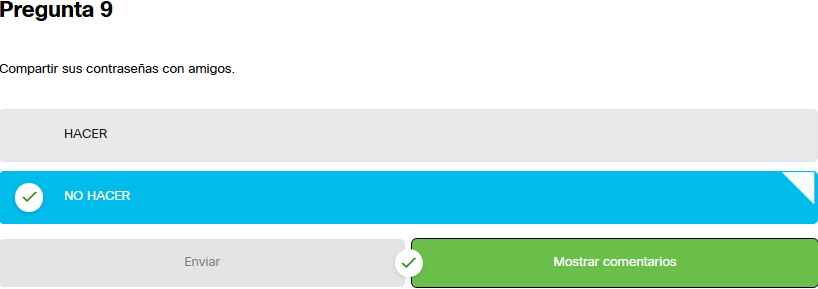 Pregunta 9
Compartir sus contraseñas con amigos.
HACER
NO HACER
Enviar
Mostrar comentarios